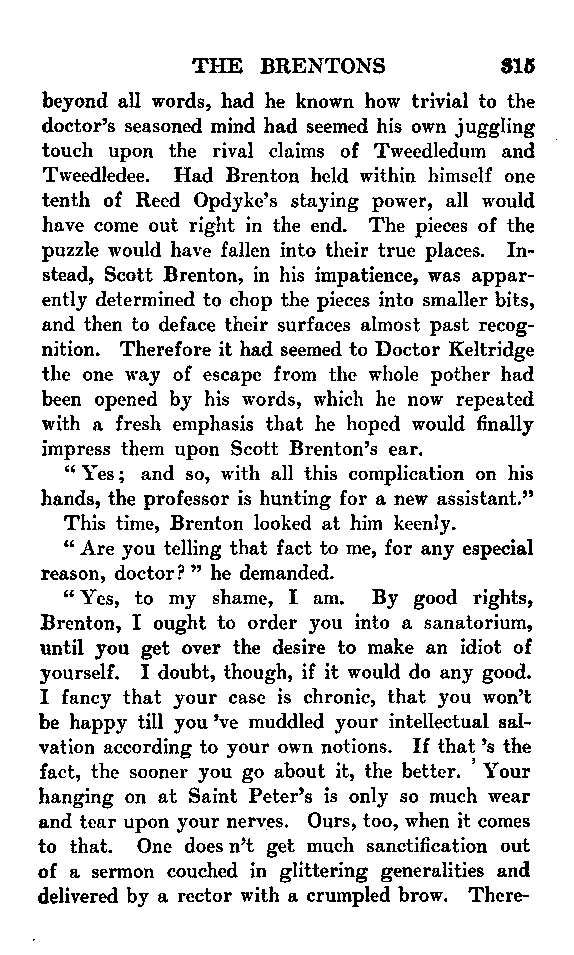 THE BRENTONS 315
beyond all words, had he known how trivial to the
doctor's seasoned mind had seemed his own juggling
touch upon the rival claims of Tweedledum and
Tweedledee. Had Brenton held within himself one
tenth of Reed Opdyke's staying power, all would
have come out right in the end. The pieces of the
puzzle would have fallen into their true places. In-
stead, Scott Brenton, in his impatience, was appar-
ently determined to chop the pieces into smaller bits,
and then to deface their surfaces almost past recog-
nition. Therefore it had seemed to Doctor Keltridge
the one way of escape from the whole pother had
been opened by his words, which he now repeated
with a fresh emphasis that he hoped would finally
impress them upon Scott Brenton's ear.
"Yes; and so, with all this complication on his
hands, the professor is hunting for a new assistant."
This time, Brenton looked at him keenly.
"Are you telling that fact to me, for any especial
reason, doctor?" he demanded.
"Yes, to my shame, I am. By good rights,
Brenton, I ought to order you into a sanatorium,
until you get over the desire to make an idiot of
yourself. I doubt, though, if it would do any good.
I fancy that your case is chronic, that you won't
be happy till you 've muddled your intellectual sal-
vation according to your own notions. If that 's the
fact, the sooner you go about it, the better. Your
hanging on at Saint Peter's is only so much wear
and tear upon your nerves. Ours, too, when it comes
to that. One does n't get much sanctification out
of a sermon couched in glittering generalities and
delivered by a rector with a crumpled brow. There-